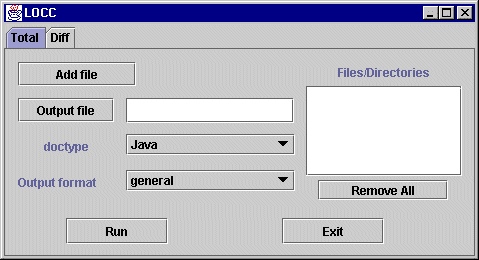 LOCC
Total Diff
Add file
Files/Directories
Output file
doctype
Java
Output format
general
Remove All
Run
Exit